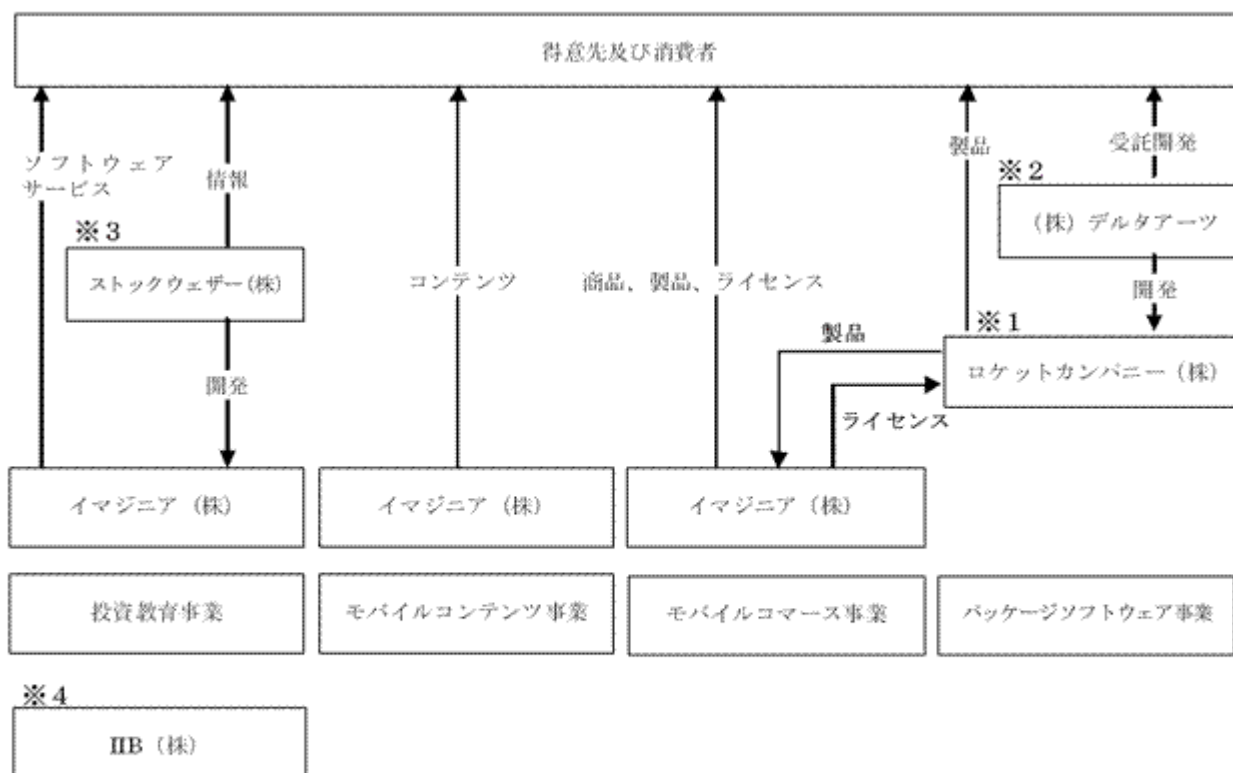 得意先及び消費者
ソフトウェア
サービス
情報
コンテンツ
商品、製品、ライセンス
製品
受託開発
※2
(株)デルタアーツ
開発
※3
ストックウェザー(株)
開発
※1
ロケットカンパニー(株)
製品
ライセンス
イマジニア(株)
イマジニア(株)
イマジニア(株)
投資教育事業
モバイルコンテンツ事業
モバイルコマース事業
パッケージソフトウェア事業
※4
IIB(株)